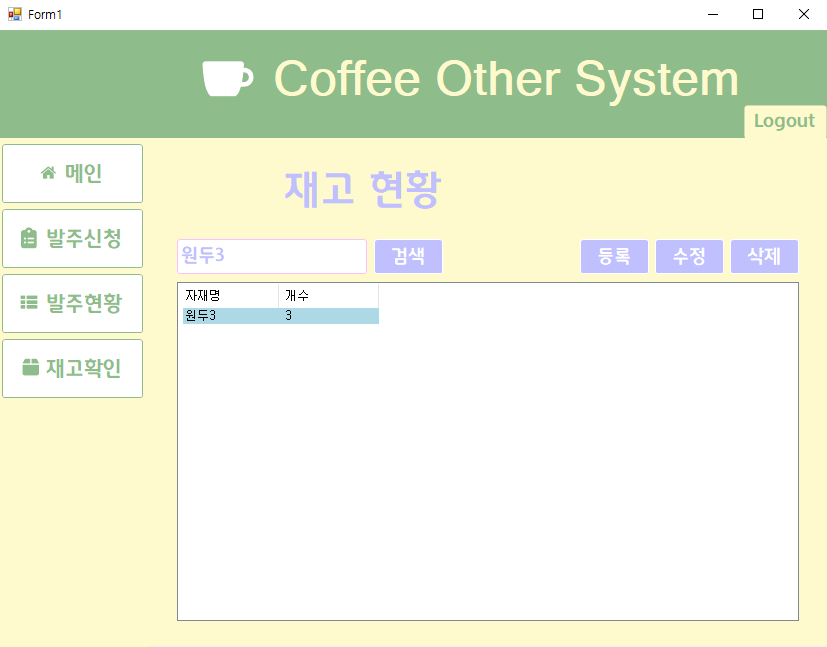 Form1
Coffee Other System
Logout
메인
발주신청
발주현황
재고확인
재고 현황
원두3 검색 등록 수정 삭제
자재명 개수
원두3 3